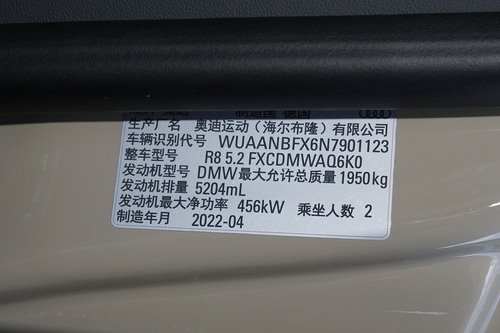 生产厂名 奥迪运动（海尔布隆）有限公司
车辆识别代号 WUAANBFX6N7901123
整车型号 R8 5.2 FXCDMWAQ6K0
发动机型号 DMW 最大允许总质量 1950kg
发动机排量 5204mL
发动机最大净功率 456kW 乘坐人数 2
制造年月 2022-04